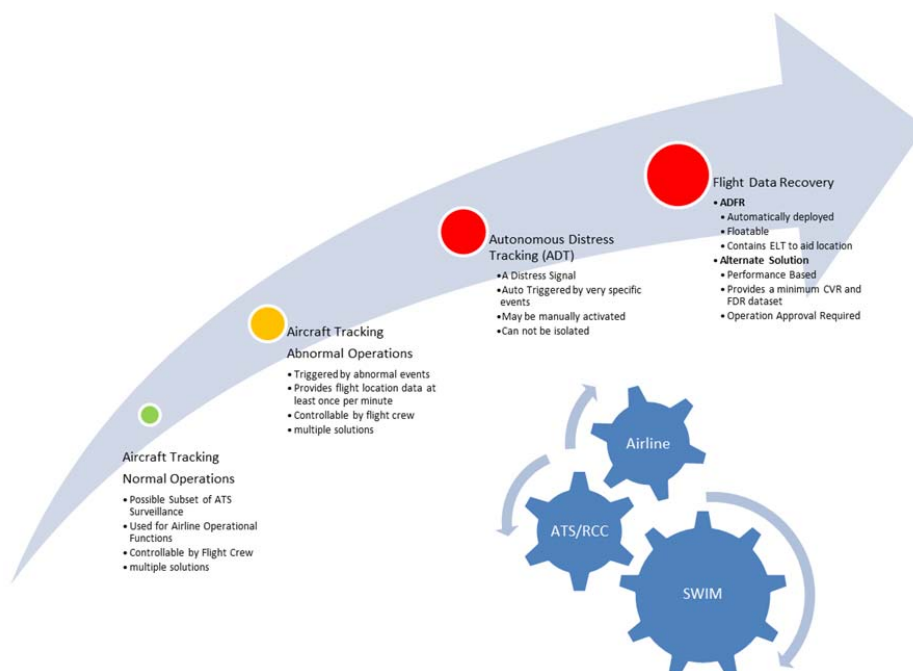 Aircraft Tracking
Normal Operations
• Possible Subset of ATS
Surveillance
• Used for Airline Operational
Functions
• Controllable by Flight Crew
• multiple solutions
Aircraft Tracking
Abnormal Operations
• Triggered by abnormal events
• Provides flight location data at
least once per minute
• Controllable by flight crew
• multiple solutions
Autonomous Distress
Tracking (ADT)
• A Distress Signal
• Auto Triggered by very specific
events
• May be manually activated
• Can not be isolated
Flight Data Recovery
• ADFR
• Automatically deployed
• Floatable
• Contains ELT to aid location
• Alternate Solution
• Performance Based
• Provides a minimum CVR and
FDR dataset
• Operation Approval Required
Airline
ATS/RCC
SWIM